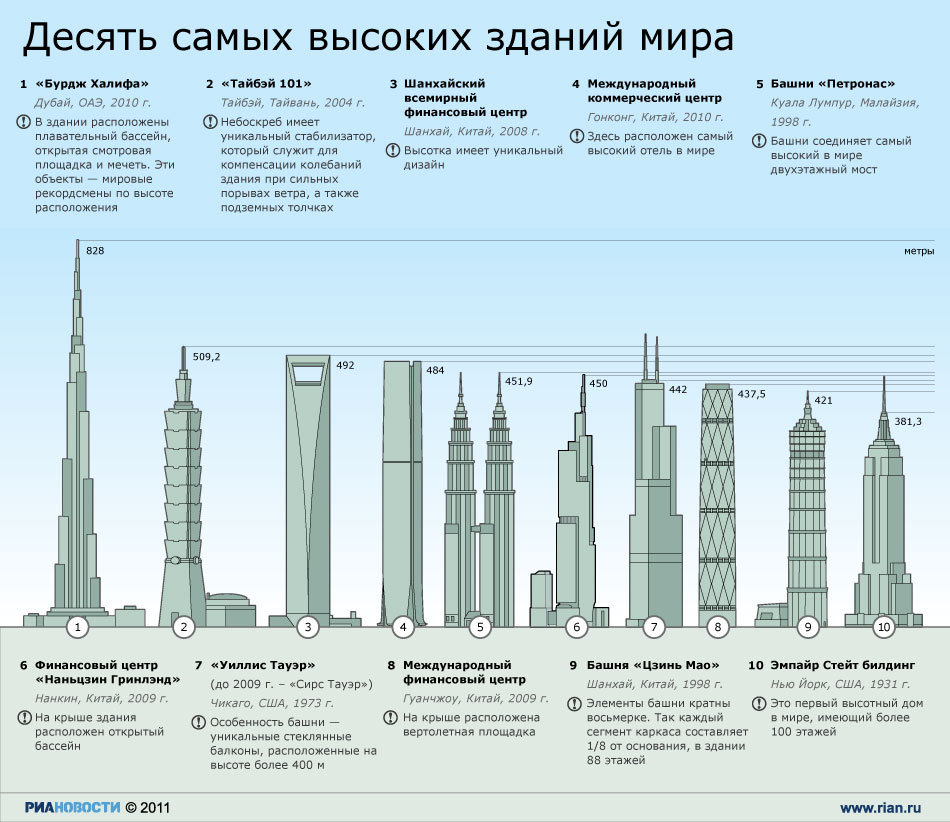 Десять самых высоких зданий мира
1 «Бурдж Халифа»
Дубай, ОАЭ, 2010 г.
В здании расположены
плавательный бассейн,
открытая смотровая
площадка и мечеть. Эти
объекты — мировые
рекордсмены по высоте
расположения
2 «Тайбэй 101»
Тайбэй, Тайвань, 2004 г.
Небоскреб имеет
уникальный стабилизатор,
который служит для
компенсации колебаний
здания при сильных
порывах ветра, а также
подземных толчках
3 Шанхайский
всемирный
финансовый центр
Шанхай, Китай, 2008 г.
Высотка имеет уникальный
дизайн
4 Международный
коммерческий центр
Гонконг, Китай, 2010 г.
Здесь расположен самый
высокий отель в мире
5 Башни «Петронас»
Куала Лумпур, Малайзия,
1998 г.
Башни соединяет самый
высокий в мире
двухэтажный мост
828
метры
509,2
492
484
451,9
450
442
437,5
421
381,3
1
2
3
4
5
6
7
8
9
10
6 Финансовый центр
«Наньцзин Гринлэнд»
Нанкин, Китай, 2009 г.
На крыше здания
расположен открытый
бассейн
7 «Уиллис Тауэр»
(до 2009 г. – «Сирс Тауэр»)
Чикаго, США, 1973 г.
Особенность башни —
уникальные стеклянные
балконы, расположенные на
высоте более 400 м
8 Международный
финансовый центр
Гуанчжоу, Китай, 2009 г.
На крыше расположена
вертолетная площадка
9 Башня «Цзинь Мао»
Шанхай, Китай, 1998 г.
Элементы башни кратны
восьмерке. Так каждый
сегмент каркаса составляет
1/8 от основания, в здании
88 этажей
10 Эмпайр Стейт билдинг
Нью Йорк, США, 1931 г.
Это первый высотный дом
в мире, имеющий более
100 этажей
РИАНОВОСТИ © 2011
www.rian.ru